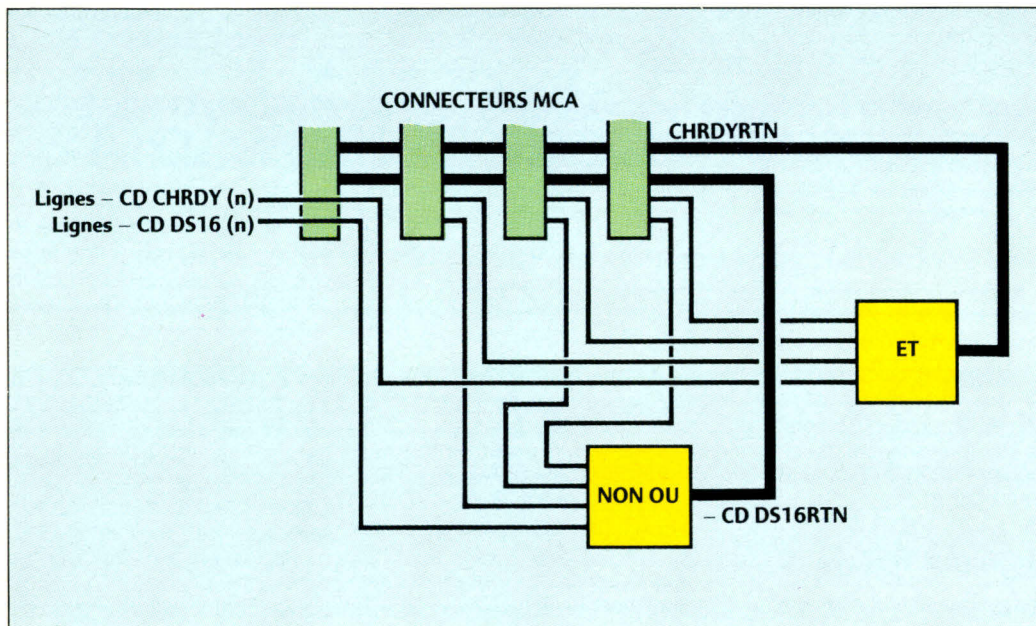 CONNECTEURS MCA
CHRDYRTN
Lignes – CD CHRDY (n)
Lignes – CD DS16 (n)
ET
NON OU
– CD DS16RTN